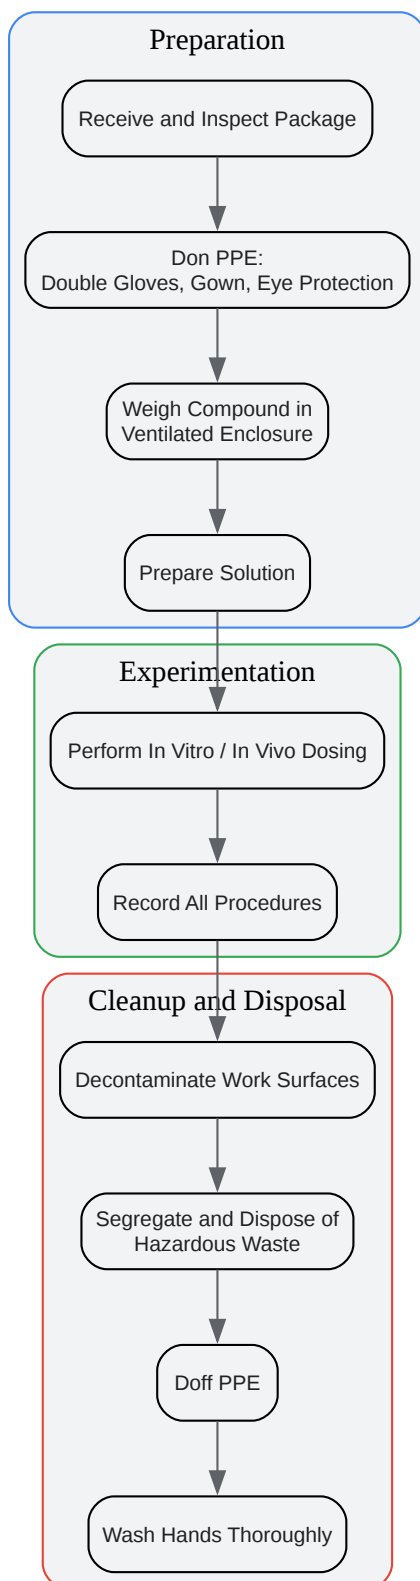 Preparation
Receive and Inspect Package
Don PPE:
Double Gloves, Gown, Eye Protection
Weigh Compound in
Ventilated Enclosure
Prepare Solution
Experimentation
Perform In Vitro / In Vivo Dosing
Record All Procedures
Cleanup and Disposal
Decontaminate Work Surfaces
Segregate and Dispose of
Hazardous Waste
Doff PPE
Wash Hands Thoroughly